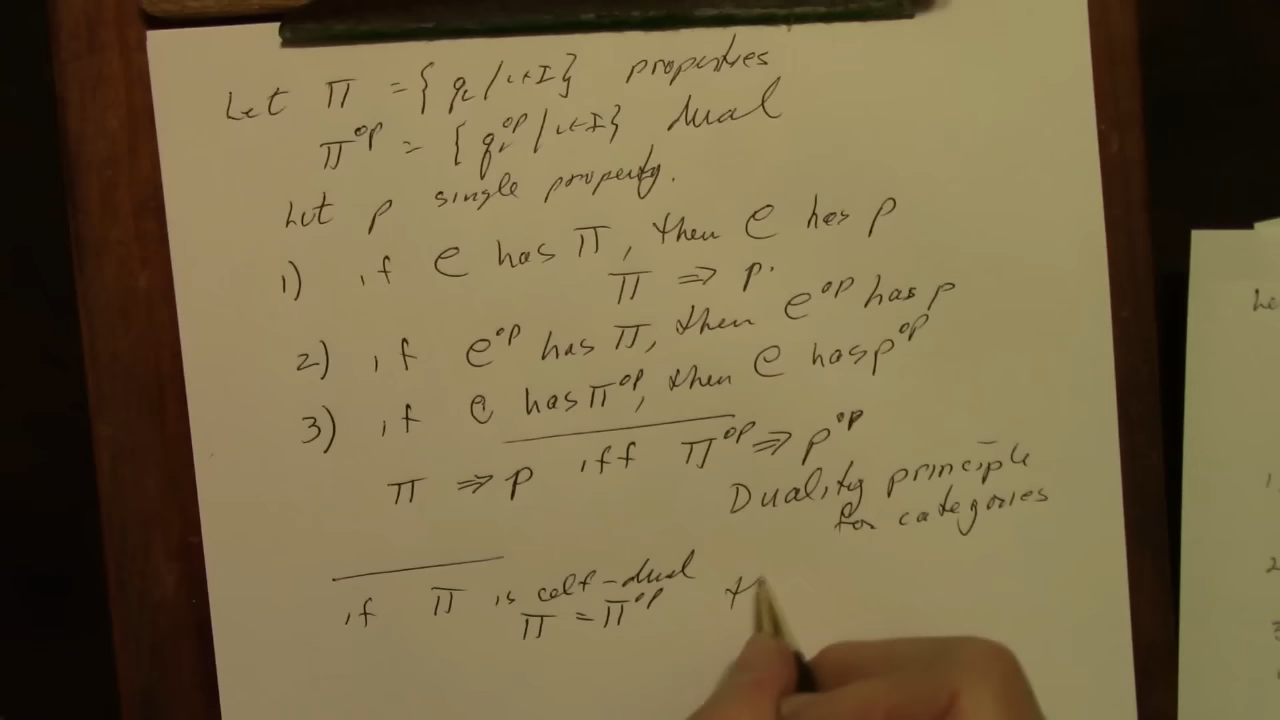 Let Π = { qᵢ / i∈I } properties
Π^op = { qᵢ^op / i∈I } dual
Let p single property.
1) if C has Π, then C has p
Π ⇒ p.
2) if C^op has Π, then C^op has p
3) if C has Π^op, then C has p^op
Π ⇒ p iff Π^op ⇒ p^op
Duality principle
for categories
if Π is self-dual
Π = Π^op